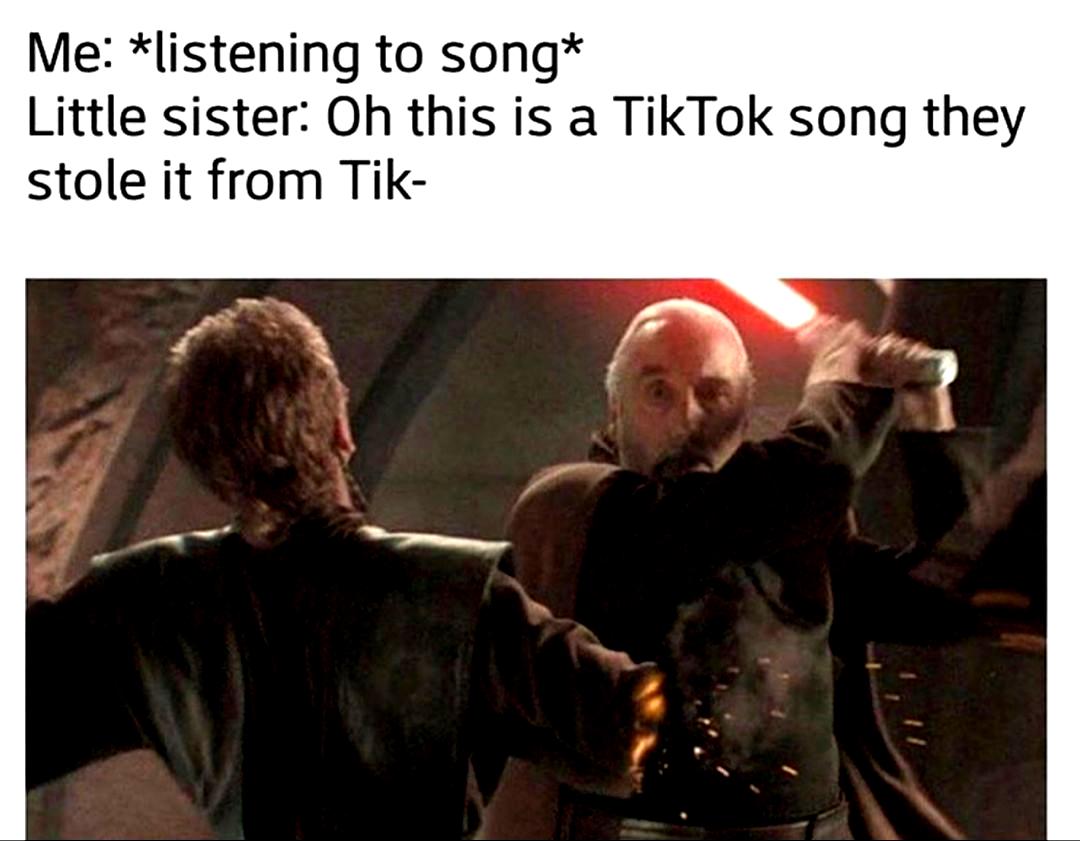 Me: *listening to song*
Little sister: Oh this is a TikTok song they
stole it from Tik-